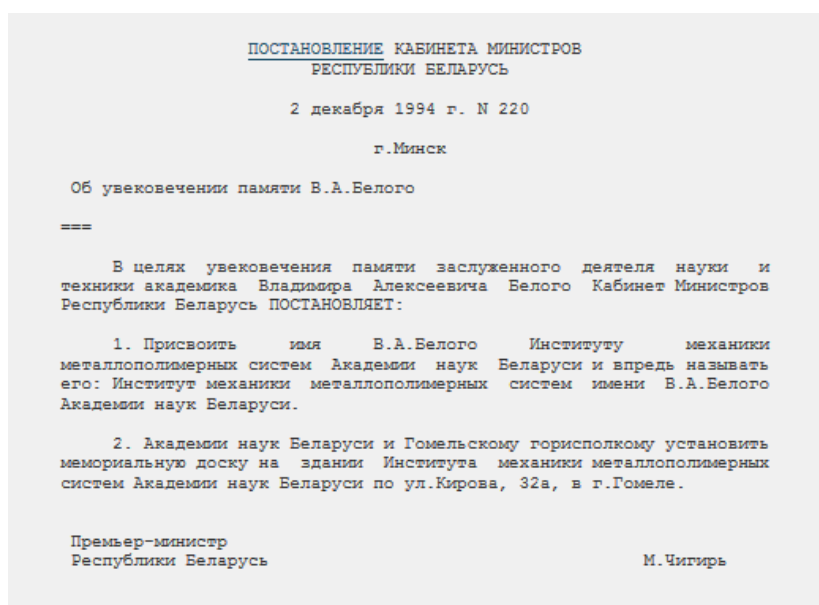 ПОСТАНОВЛЕНИЕ КАБИНЕТА МИНИСТРОВ
РЕСПУБЛИКИ БЕЛАРУСЬ
2 декабря 1994 г. N 220
г.Минск
Об увековечении памяти В.А.Белого
===
В целях увековечения памяти заслуженного деятеля науки и
техники академика Владимира Алексеевича Белого Кабинет Министров
Республики Беларусь ПОСТАНОВЛЯЕТ:
1. Присвоить имя В.А.Белого Институту механики
металлополимерных систем Академии наук Беларуси и впредь называть
его: Институт механики металлополимерных систем имени В.А.Белого
Академии наук Беларуси.
2. Академии наук Беларуси и Гомельскому горисполкому установить
мемориальную доску на здании Института механики металлополимерных
систем Академии наук Беларуси по ул.Кирова, 32а, в г.Гомеле.
Премьер-министр
Республики Беларусь М.Чигирь